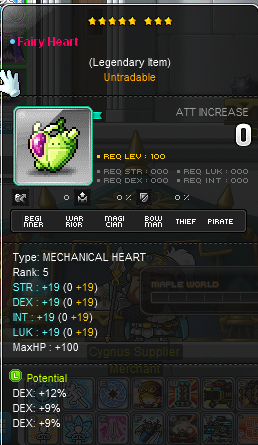 Fairy Heart
(Legendary Item)
Untradable
ATT INCREASE
0
REQ LEV : 100
REQ STR : 000
REQ LUK : 000
REQ DEX : 000
REQ INT : 000
0 %
0 %
BEGINNER
WARRIOR
MAGICIAN
BOWMAN
THIEF
PIRATE
Type: MECHANICAL HEART
Rank: 5
STR : +19 (0 +19)
DEX : +19 (0 +19)
INT : +19 (0 +19)
LUK : +19 (0 +19)
MaxHP : +100
MAPLE WORLD
Cygnus Supplier
Merchant
L Potential
DEX: +12%
DEX: +9%
DEX: +9%